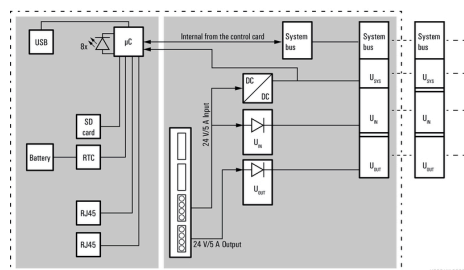 USB
8x
µC
Internal from the control card
System
bus
System
bus
System
bus
DC
DC
U_SYS
U_SYS
SD
card
24 V/5 A Input
U_IN
U_IN
U_IN
Battery
RTC
U_OUT
U_OUT
U_OUT
RJ45
RJ45
24 V/5 A Output